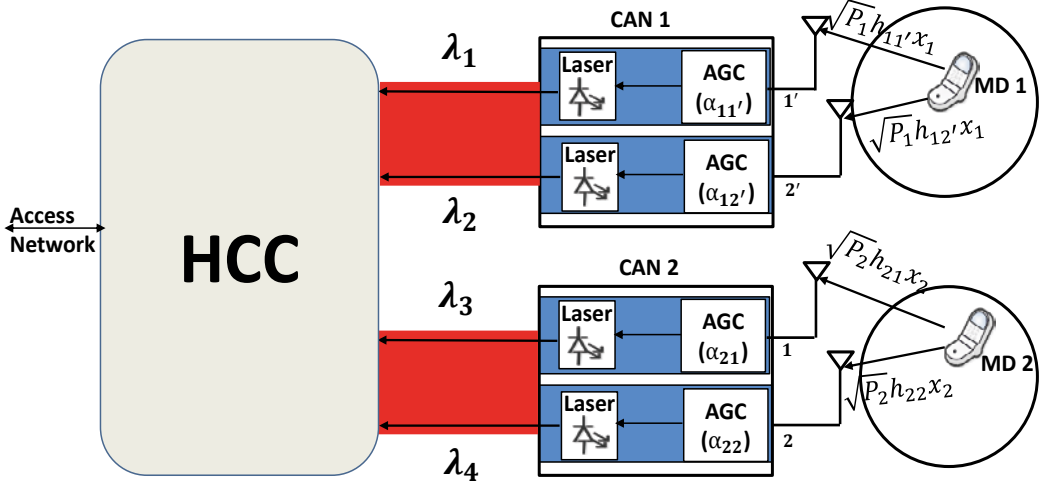 CAN 1
λ₁
Laser
AGC
(α₁₁′)
1′
√P₁h₁₁′x₁
MD 1
√P₁h₁₂′x₁
Laser
AGC
(α₁₂′)
2′
λ₂
Access
Network
HCC
CAN 2
λ₃
Laser
AGC
(α₂₁)
1
√P₂h₂₁x₂
MD 2
√P₂h₂₂x₂
Laser
AGC
(α₂₂)
2
λ₄